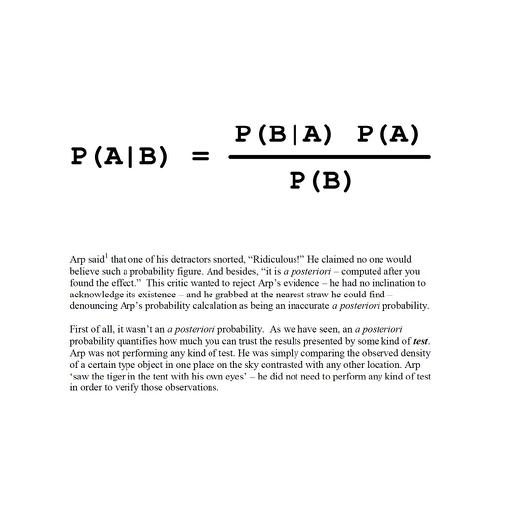 P(A|B) = P(B|A) P(A)
P(B)
Arp said1 that one of his detractors snorted, “Ridiculous!” He claimed no one would
believe such a probability figure. And besides, “it is a posteriori – computed after you
found the effect.” This critic wanted to reject Arp’s evidence – he had no inclination to
acknowledge its existence – and he grabbed at the nearest straw he could find –
denouncing Arp’s probability calculation as being an inaccurate a posteriori probability.
First of all, it wasn’t an a posteriori probability. As we have seen, an a posteriori
probability quantifies how much you can trust the results presented by some kind of test.
Arp was not performing any kind of test. He was simply comparing the observed density
of a certain type object in one place on the sky contrasted with any other location. Arp
‘saw the tiger in the tent with his own eyes’ – he did not need to perform any kind of test
in order to verify those observations.